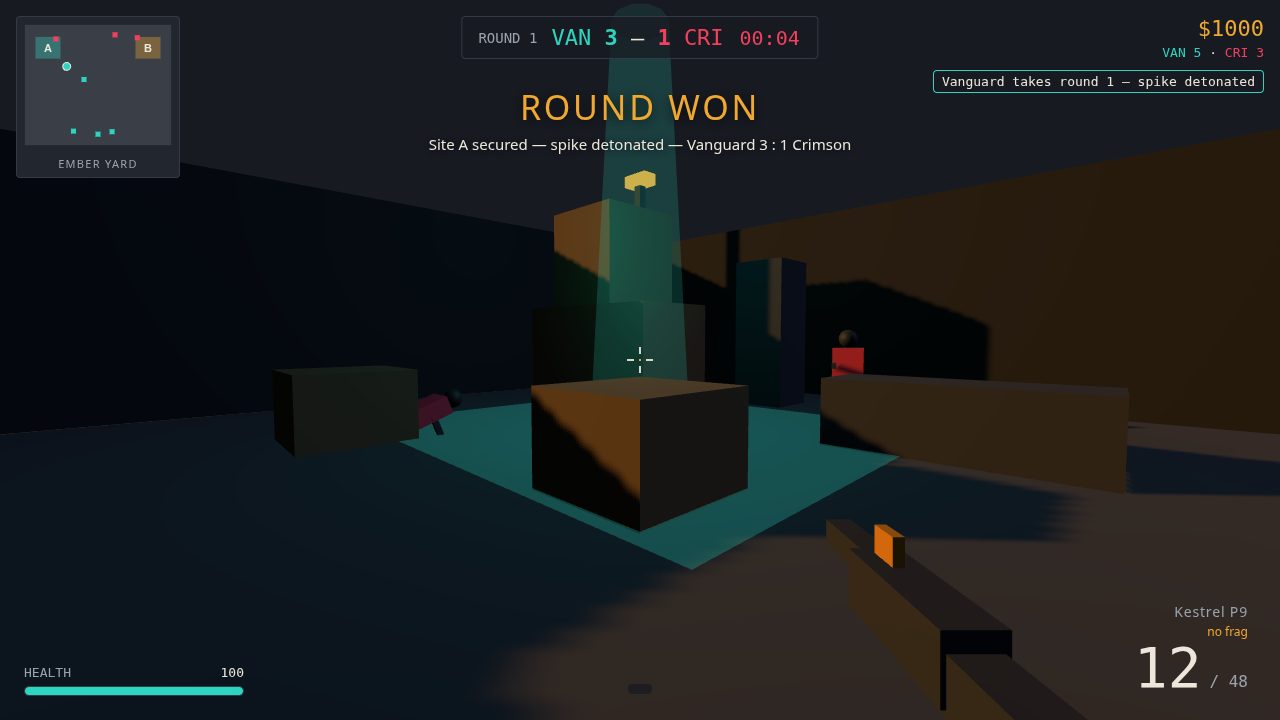 A
B
EMBER YARD
ROUND 1 VAN 3 — 1 CRI 00:04
$1000
VAN 5 · CRI 3
Vanguard takes round 1 — spike detonated
ROUND WON
Site A secured — spike detonated — Vanguard 3 : 1 Crimson
HEALTH 100
Kestrel P9
no frag
12 / 48